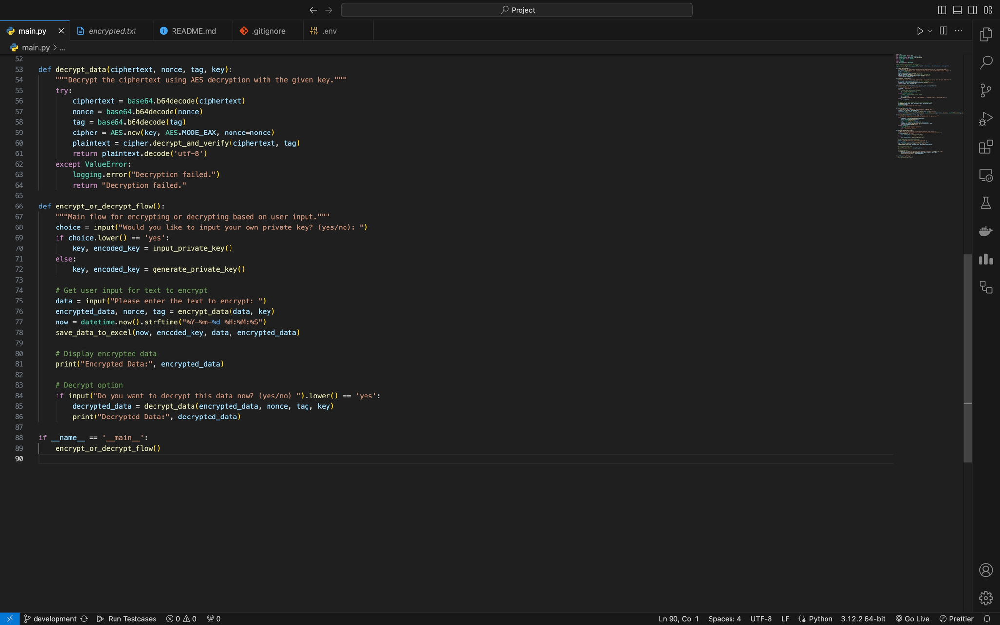 Project
main.py
encrypted.txt
README.md
.gitignore
.env
main.py > ...
52
53 def decrypt_data(ciphertext, nonce, tag, key):
54 """Decrypt the ciphertext using AES decryption with the given key."""
55 try:
56 ciphertext = base64.b64decode(ciphertext)
57 nonce = base64.b64decode(nonce)
58 tag = base64.b64decode(tag)
59 cipher = AES.new(key, AES.MODE_EAX, nonce=nonce)
60 plaintext = cipher.decrypt_and_verify(ciphertext, tag)
61 return plaintext.decode('utf-8')
62 except ValueError:
63 logging.error("Decryption failed.")
64 return "Decryption failed."
65
66 def encrypt_or_decrypt_flow():
67 """Main flow for encrypting or decrypting based on user input."""
68 choice = input("Would you like to input your own private key? (yes/no): ")
69 if choice.lower() == 'yes':
70 key, encoded_key = input_private_key()
71 else:
72 key, encoded_key = generate_private_key()
73
74 # Get user input for text to encrypt
75 data = input("Please enter the text to encrypt: ")
76 encrypted_data, nonce, tag = encrypt_data(data, key)
77 now = datetime.now().strftime("%Y-%m-%d %H:%M:%S")
78 save_data_to_excel(now, encoded_key, data, encrypted_data)
79
80 # Display encrypted data
81 print("Encrypted Data:", encrypted_data)
82
83 # Decrypt option
84 if input("Do you want to decrypt this data now? (yes/no) ").lower() == 'yes':
85 decrypted_data = decrypt_data(encrypted_data, nonce, tag, key)
86 print("Decrypted Data:", decrypted_data)
87
88 if __name__ == '__main__':
89 encrypt_or_decrypt_flow()
90
development Run Testcases 0 0 0 Ln 90, Col 1 Spaces: 4 UTF-8 LF Python 3.12.2 64-bit Go Live Prettier